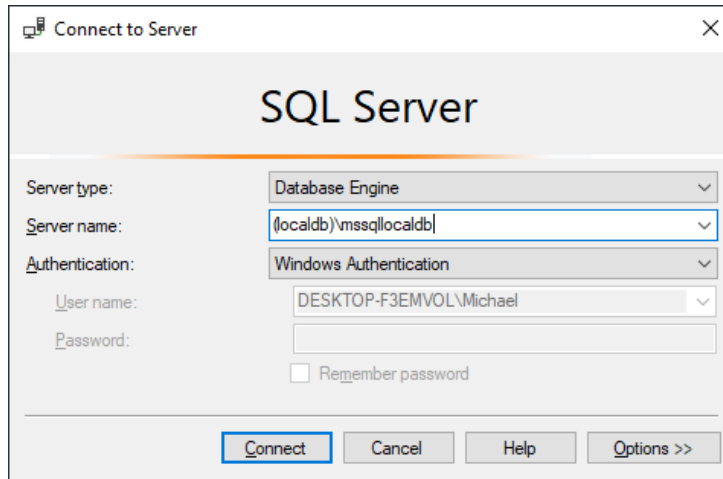 Connect to Server
SQL Server
Server type: Database Engine
Server name: (localdb)\mssqllocaldb
Authentication: Windows Authentication
User name: DESKTOP-F3EMVOL\Michael
Password:
Remember password
Connect Cancel Help Options >>